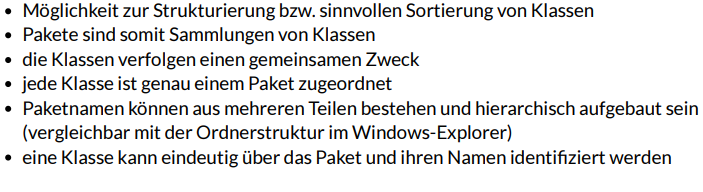 • Möglichkeit zur Strukturierung bzw. sinnvollen Sortierung von Klassen
• Pakete sind somit Sammlungen von Klassen
• die Klassen verfolgen einen gemeinsamen Zweck
• jede Klasse ist genau einem Paket zugeordnet
• Paketnamen können aus mehreren Teilen bestehen und hierarchisch aufgebaut sein
(vergleichbar mit der Ordnerstruktur im Windows-Explorer)
• eine Klasse kann eindeutig über das Paket und ihren Namen identifiziert werden